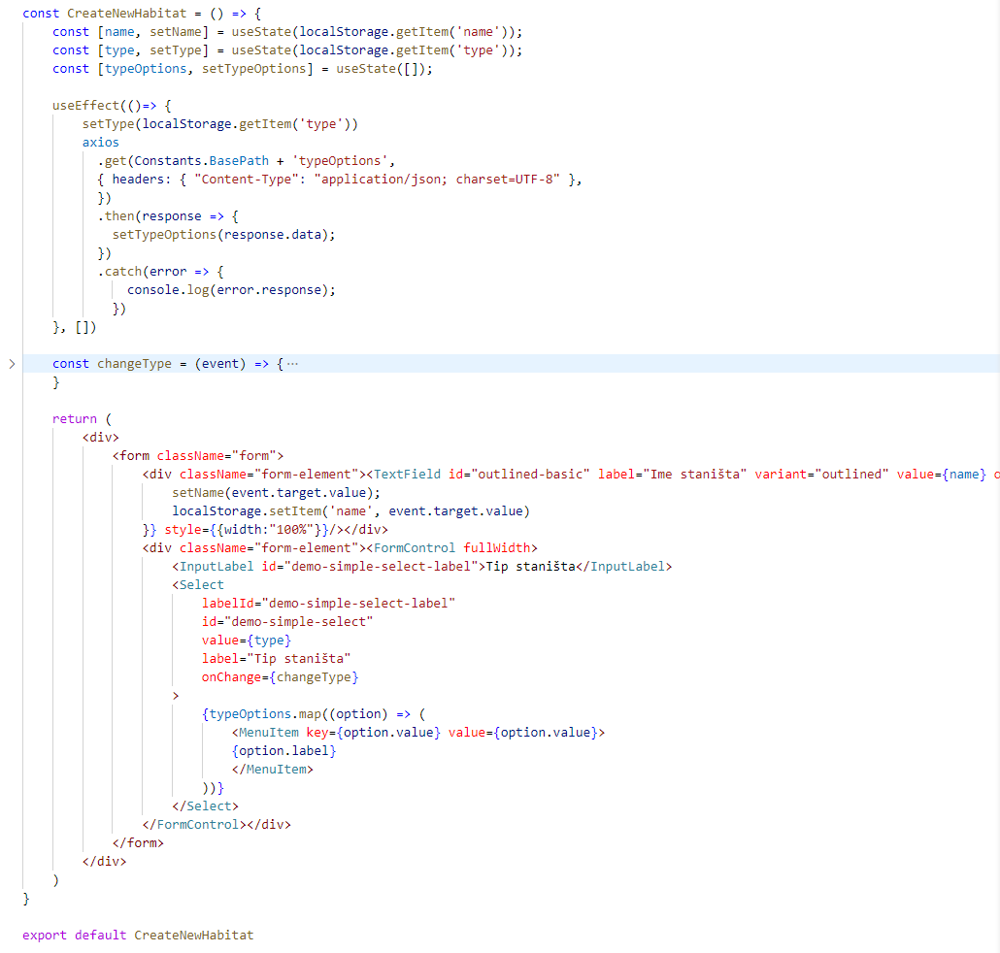 const CreateNewHabitat = () => {
const [name, setName] = useState(localStorage.getItem('name'));
const [type, setType] = useState(localStorage.getItem('type'));
const [typeOptions, setTypeOptions] = useState([]);
useEffect(()=> {
setType(localStorage.getItem('type'))
axios
.get(Constants.BasePath + 'typeOptions',
{ headers: { "Content-Type": "application/json; charset=UTF-8" },
})
.then(response => {
setTypeOptions(response.data);
})
.catch(error => {
console.log(error.response);
})
}, [])
const changeType = (event) => { ···
}
return (
<div>
<form className="form">
<div className="form-element"><TextField id="outlined-basic" label="Ime staništa" variant="outlined" value={name}
setName(event.target.value);
localStorage.setItem('name', event.target.value)
}} style={{width:"100%"}}/></div>
<div className="form-element"><FormControl fullWidth>
<InputLabel id="demo-simple-select-label">Tip staništa</InputLabel>
<Select
labelId="demo-simple-select-label"
id="demo-simple-select"
value={type}
label="Tip staništa"
onChange={changeType}
>
{typeOptions.map((option) => (
<MenuItem key={option.value} value={option.value}>
{option.label}
</MenuItem>
))}
</Select>
</FormControl></div>
</form>
</div>
)
}
export default CreateNewHabitat